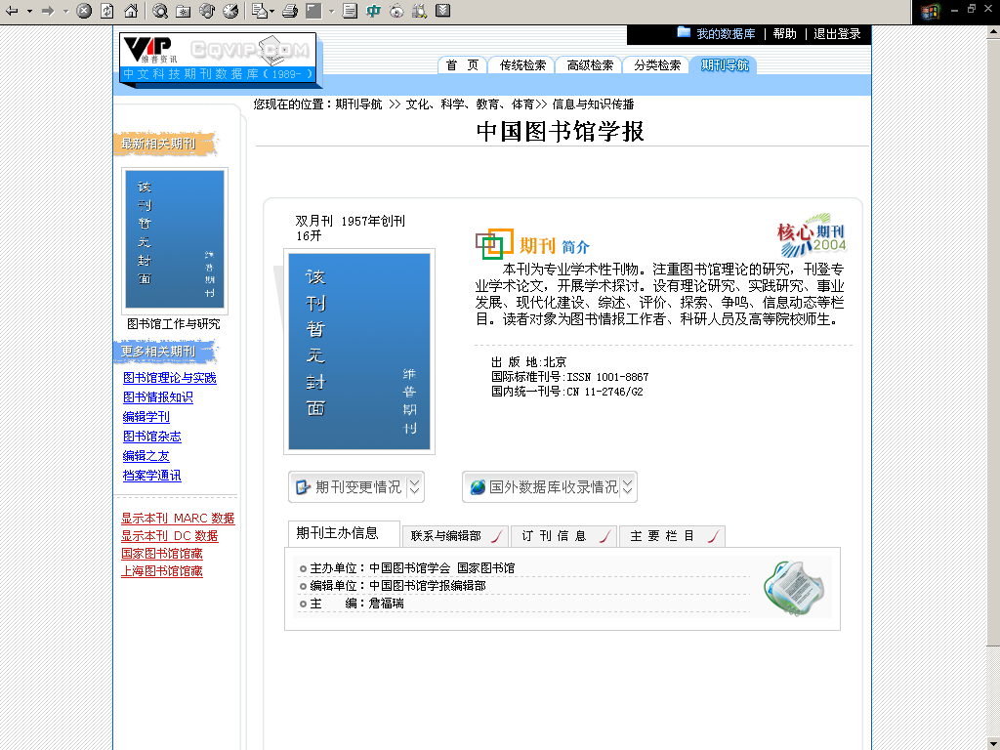 我的数据库 | 帮助 | 退出登录
VIP 维普资讯 CQVIP.COM
中文科技期刊数据库(1989-)
首 页 传统检索 高级检索 分类检索 期刊导航
您现在的位置：期刊导航 >> 文化、科学、教育、体育>> 信息与知识传播
中国图书馆学报
最新相关期刊
该刊暂无封面
维普期刊
图书馆工作与研究
更多相关期刊
图书馆理论与实践
图书情报知识
编辑学刊
图书馆杂志
编辑之友
档案学通讯
显示本刊 MARC 数据
显示本刊 DC 数据
国家图书馆馆藏
上海图书馆馆藏
双月刊 1957年创刊
16开
该刊暂无封面
维普期刊
期刊 简介
核心期刊 2004
本刊为专业学术性刊物。注重图书馆理论的研究，刊登专
业学术论文，开展学术探讨。设有理论研究、实践研究、事业
发展、现代化建设、综述、评价、探索、争鸣、信息动态等栏
目。读者对象为图书情报工作者、科研人员及高等院校师生。
出 版 地:北京
国际标准刊号:ISSN 1001-8867
国内统一刊号:CN 11-2746/G2
期刊变更情况 国外数据库收录情况
期刊主办信息 联系与编辑部 订 刊 信 息 主 要 栏 目
主办单位：中国图书馆学会 国家图书馆
编辑单位：中国图书馆学报编辑部
主 编：詹福瑞